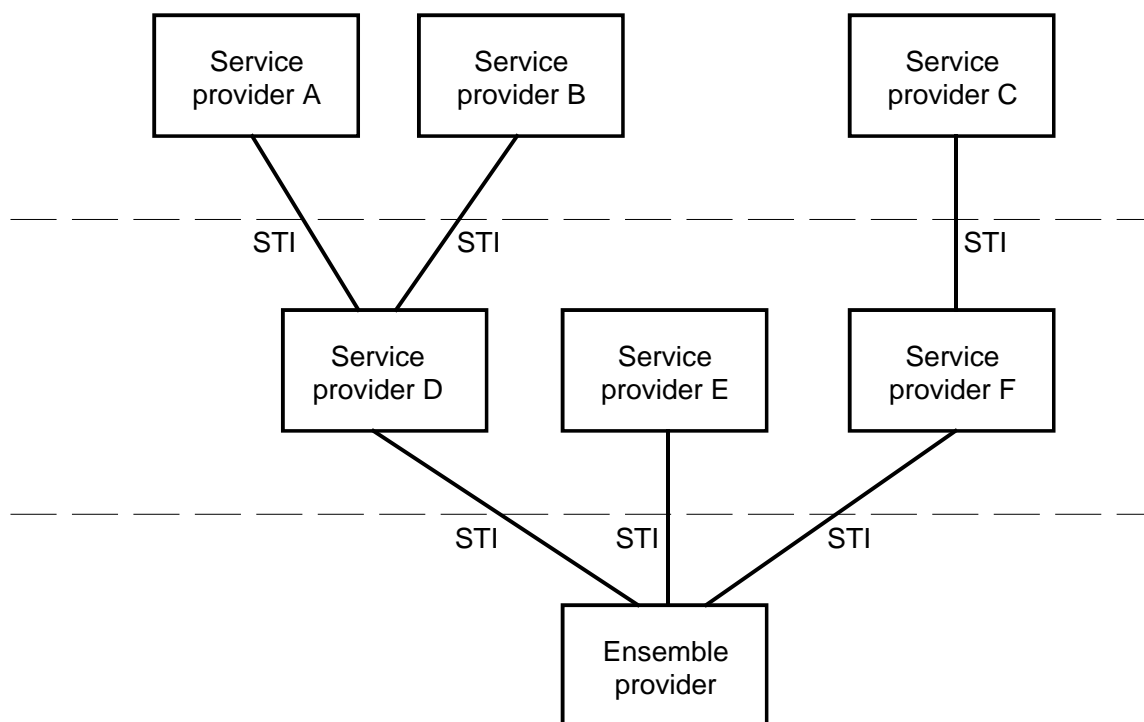 Service
provider A
Service
provider B
Service
provider C
STI
STI
STI
Service
provider D
Service
provider E
Service
provider F
STI
STI
STI
Ensemble
provider